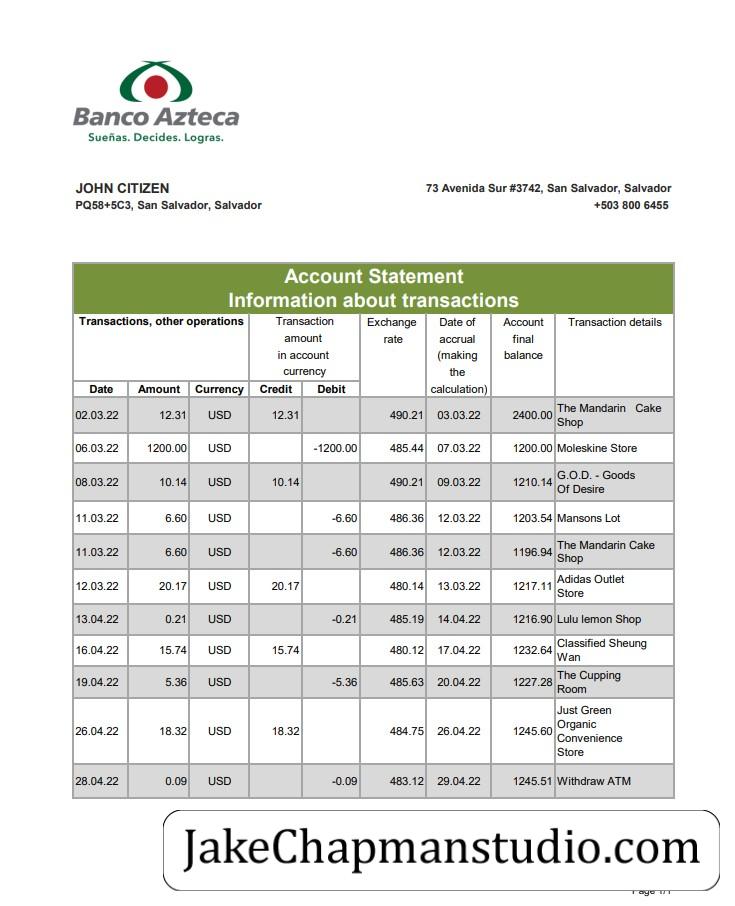 Banco Azteca
Sueñas. Decides. Logras.
JOHN CITIZEN
73 Avenida Sur #3742, San Salvador, Salvador
PQ58+5C3, San Salvador, Salvador
+503 800 6455
Account Statement
Information about transactions
Transactions, other operations
Transaction amount in account currency
Exchange rate
Date of accrual (making the calculation)
Account final balance
Transaction details
Date Amount Currency Credit Debit
02.03.22 12.31 USD 12.31 490.21 03.03.22 2400.00 The Mandarin Cake Shop
06.03.22 1200.00 USD -1200.00 485.44 07.03.22 1200.00 Moleskine Store
08.03.22 10.14 USD 10.14 490.21 09.03.22 1210.14 G.O.D. - Goods Of Desire
11.03.22 6.60 USD -6.60 486.36 12.03.22 1203.54 Mansons Lot
11.03.22 6.60 USD -6.60 486.36 12.03.22 1196.94 The Mandarin Cake Shop
12.03.22 20.17 USD 20.17 480.14 13.03.22 1217.11 Adidas Outlet Store
13.04.22 0.21 USD -0.21 485.19 14.04.22 1216.90 Lulu lemon Shop
16.04.22 15.74 USD 15.74 480.12 17.04.22 1232.64 Classified Sheung Wan
19.04.22 5.36 USD -5.36 485.63 20.04.22 1227.28 The Cupping Room
26.04.22 18.32 USD 18.32 484.75 26.04.22 1245.60 Just Green Organic Convenience Store
28.04.22 0.09 USD -0.09 483.12 29.04.22 1245.51 Withdraw ATM
JakeChapmanstudio.com
Page 1/1